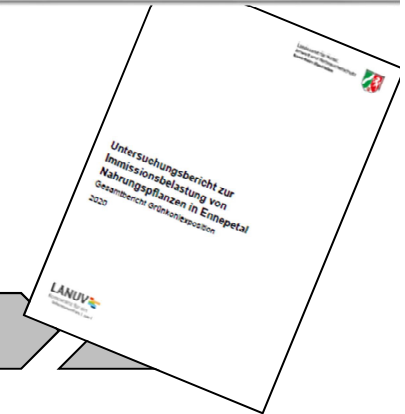 Untersuchungsbericht zur
Immissionsbelastung von
Nahrungspflanzen in Ennepetal
Gesamtbericht Grünkohlexposition
2020
LANUV